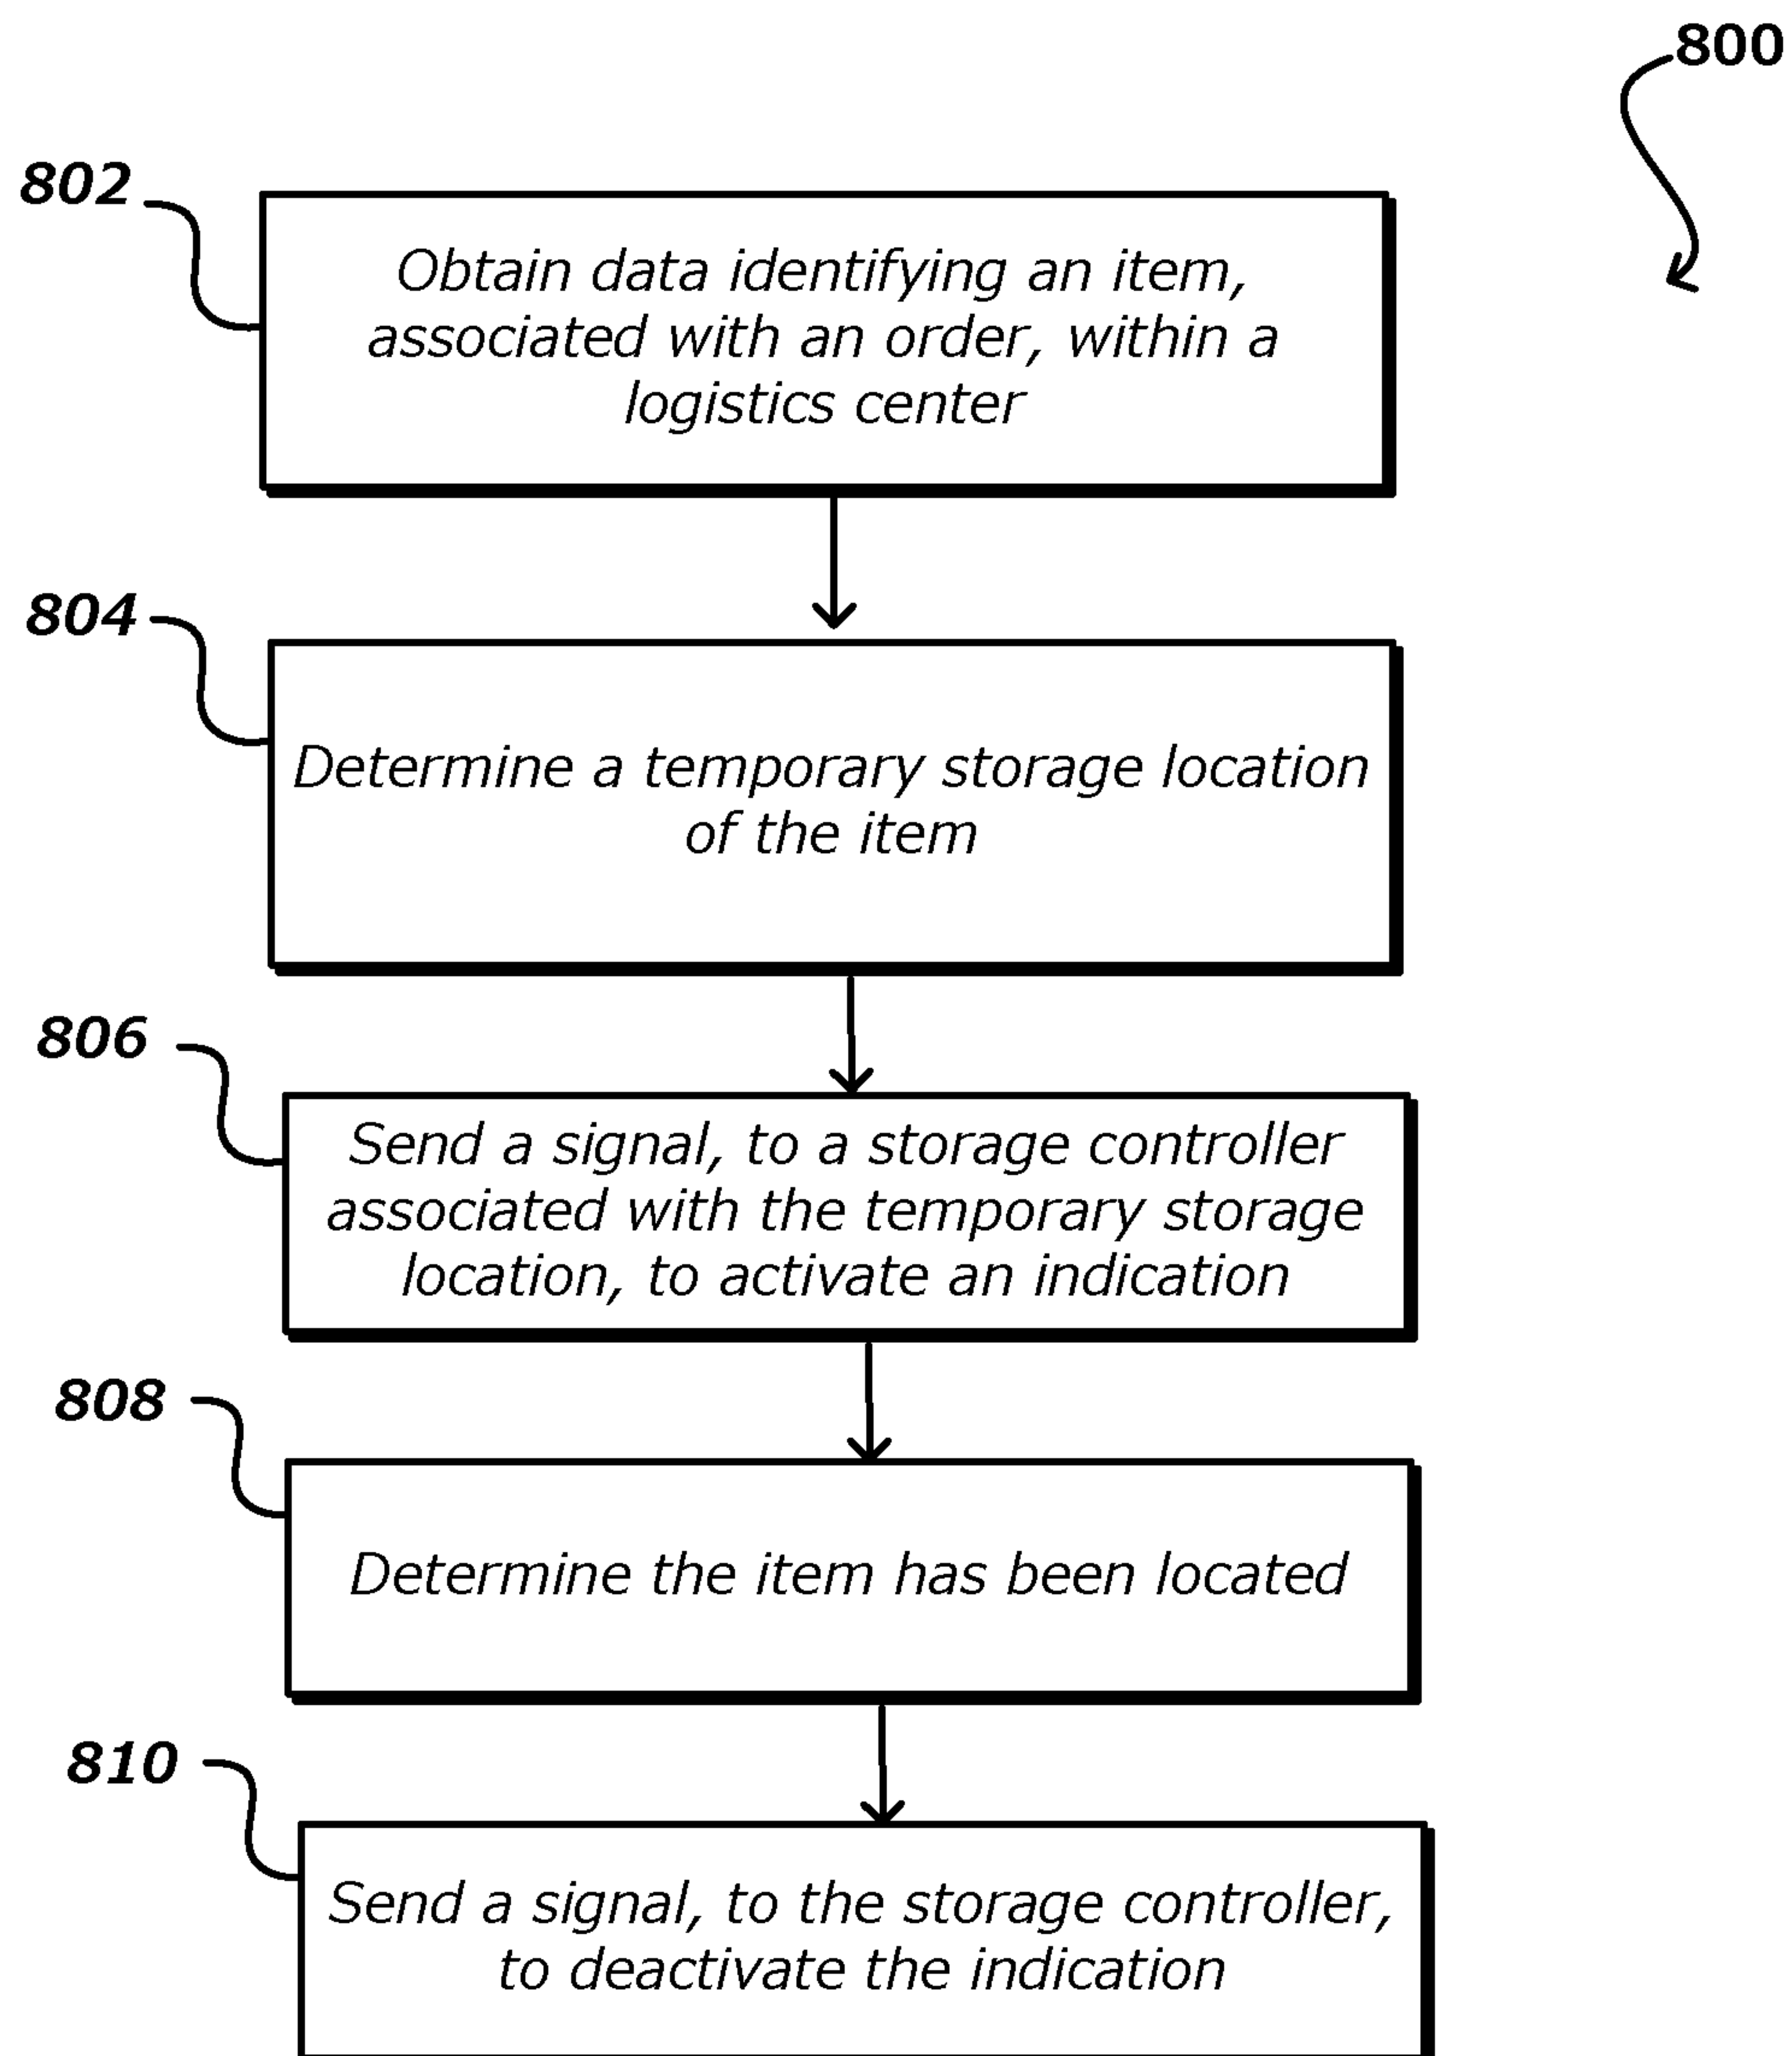 800
802
Obtain data identifying an item,
associated with an order, within a
logistics center
804
Determine a temporary storage location
of the item
806
Send a signal, to a storage controller
associated with the temporary storage
location, to activate an indication
808
Determine the item has been located
810
Send a signal, to the storage controller,
to deactivate the indication